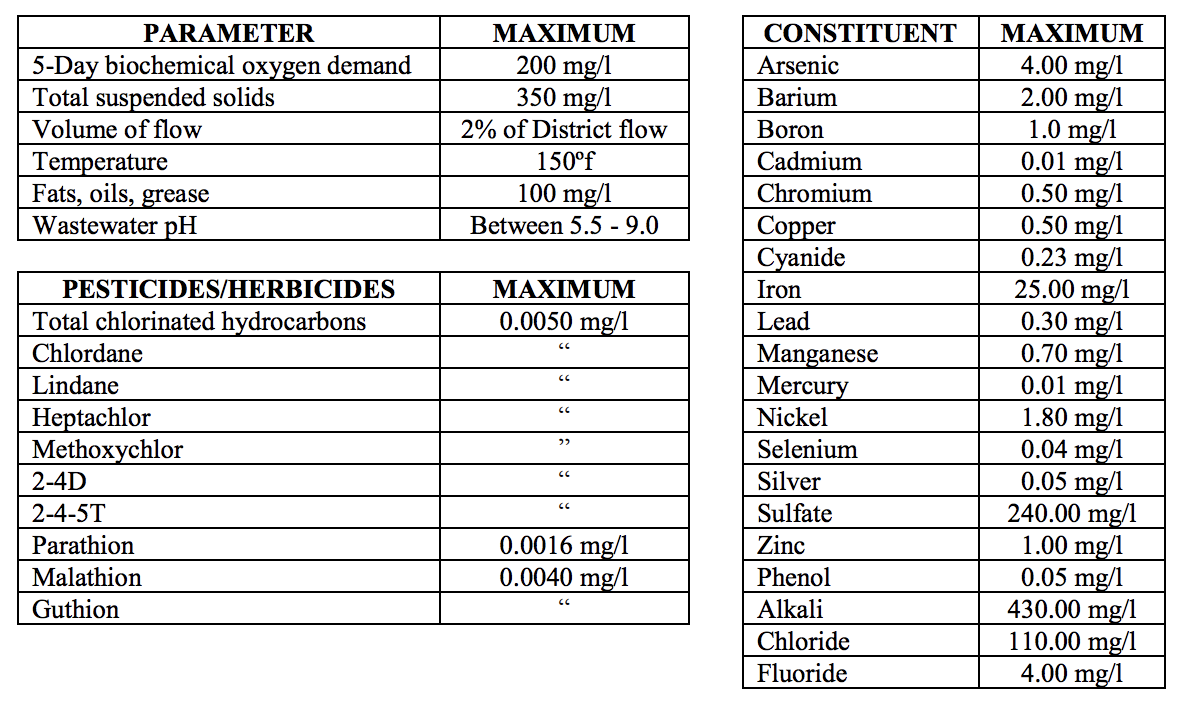 PARAMETER MAXIMUM
5-Day biochemical oxygen demand 200 mg/l
Total suspended solids 350 mg/l
Volume of flow 2% of District flow
Temperature 150ºf
Fats, oils, grease 100 mg/l
Wastewater pH Between 5.5 - 9.0
PESTICIDES/HERBICIDES MAXIMUM
Total chlorinated hydrocarbons 0.0050 mg/l
Chlordane “
Lindane “
Heptachlor “
Methoxychlor ”
2-4D “
2-4-5T “
Parathion 0.0016 mg/l
Malathion 0.0040 mg/l
Guthion “
CONSTITUENT MAXIMUM
Arsenic 4.00 mg/l
Barium 2.00 mg/l
Boron 1.0 mg/l
Cadmium 0.01 mg/l
Chromium 0.50 mg/l
Copper 0.50 mg/l
Cyanide 0.23 mg/l
Iron 25.00 mg/l
Lead 0.30 mg/l
Manganese 0.70 mg/l
Mercury 0.01 mg/l
Nickel 1.80 mg/l
Selenium 0.04 mg/l
Silver 0.05 mg/l
Sulfate 240.00 mg/l
Zinc 1.00 mg/l
Phenol 0.05 mg/l
Alkali 430.00 mg/l
Chloride 110.00 mg/l
Fluoride 4.00 mg/l